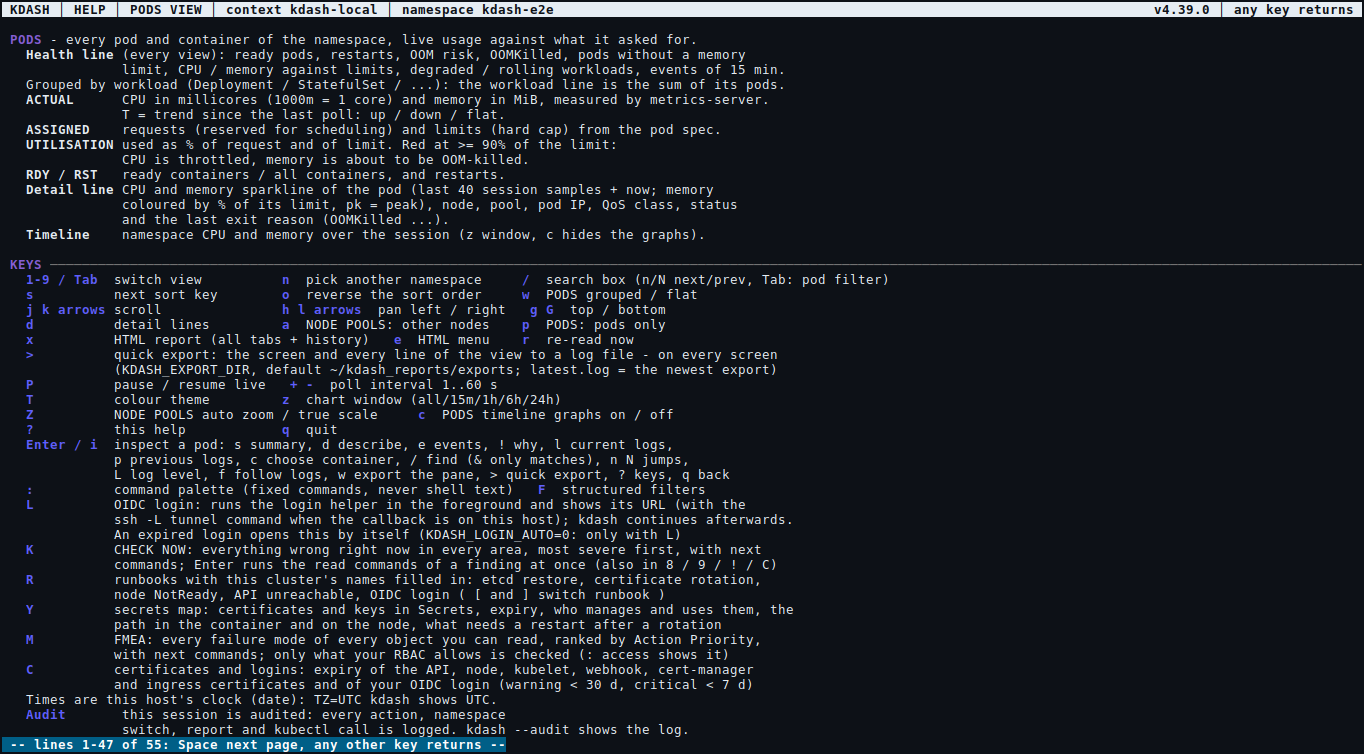 KDASH │ HELP │ PODS VIEW │ context kdash-local │ namespace kdash-e2e v4.39.0 │ any key returns
PODS - every pod and container of the namespace, live usage against what it asked for.
Health line (every view): ready pods, restarts, OOM risk, OOMKilled, pods without a memory
limit, CPU / memory against limits, degraded / rolling workloads, events of 15 min.
Grouped by workload (Deployment / StatefulSet / ...): the workload line is the sum of its pods.
ACTUAL CPU in millicores (1000m = 1 core) and memory in MiB, measured by metrics-server.
T = trend since the last poll: up / down / flat.
ASSIGNED requests (reserved for scheduling) and limits (hard cap) from the pod spec.
UTILISATION used as % of request and of limit. Red at >= 90% of the limit:
CPU is throttled, memory is about to be OOM-killed.
RDY / RST ready containers / all containers, and restarts.
Detail line CPU and memory sparkline of the pod (last 40 session samples + now; memory
coloured by % of its limit, pk = peak), node, pool, pod IP, QoS class, status
and the last exit reason (OOMKilled ...).
Timeline namespace CPU and memory over the session (z window, c hides the graphs).
KEYS
1-9 / Tab switch view n pick another namespace / search box (n/N next/prev, Tab: pod filter)
s next sort key o reverse the sort order w PODS grouped / flat
j k arrows scroll h l arrows pan left / right g G top / bottom
d detail lines a NODE POOLS: other nodes p PODS: pods only
x HTML report (all tabs + history) e HTML menu r re-read now
> quick export: the screen and every line of the view to a log file - on every screen
(KDASH_EXPORT_DIR, default ~/kdash_reports/exports; latest.log = the newest export)
P pause / resume live + - poll interval 1..60 s
T colour theme z chart window (all/15m/1h/6h/24h)
Z NODE POOLS auto zoom / true scale c PODS timeline graphs on / off
? this help q quit
Enter / i inspect a pod: s summary, d describe, e events, ! why, l current logs,
p previous logs, c choose container, / find (& only matches), n N jumps,
L log level, f follow logs, w export the pane, > quick export, ? keys, q back
: command palette (fixed commands, never shell text) F structured filters
L OIDC login: runs the login helper in the foreground and shows its URL (with the
ssh -L tunnel command when the callback is on this host); kdash continues afterwards.
An expired login opens this by itself (KDASH_LOGIN_AUTO=0: only with L)
K CHECK NOW: everything wrong right now in every area, most severe first, with next
commands; Enter runs the read commands of a finding at once (also in 8 / 9 / ! / C)
R runbooks with this cluster's names filled in: etcd restore, certificate rotation,
node NotReady, API unreachable, OIDC login ( [ and ] switch runbook )
Y secrets map: certificates and keys in Secrets, expiry, who manages and uses them, the
path in the container and on the node, what needs a restart after a rotation
M FMEA: every failure mode of every object you can read, ranked by Action Priority,
with next commands; only what your RBAC allows is checked (: access shows it)
C certificates and logins: expiry of the API, node, kubelet, webhook, cert-manager
and ingress certificates and of your OIDC login (warning < 30 d, critical < 7 d)
Times are this host's clock (date): TZ=UTC kdash shows UTC.
Audit this session is audited: every action, namespace
switch, report and kubectl call is logged. kdash --audit shows the log.
-- lines 1-47 of 55: Space next page, any other key returns --